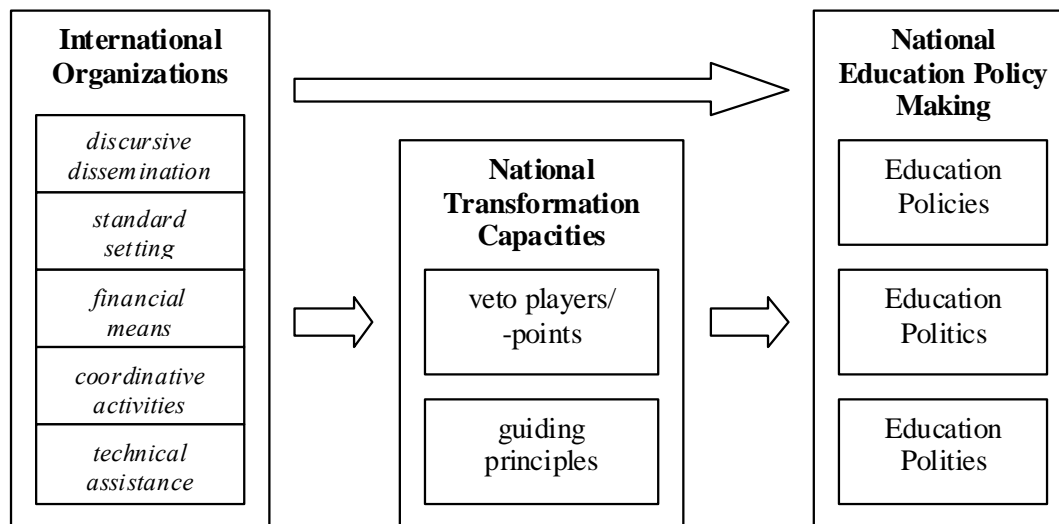 International
Organizations
discursive
dissemination
standard
setting
financial
means
coordinative
activities
technical
assistance
National
Transformation
Capacities
veto players/
-points
guiding
principles
National
Education Policy
Making
Education
Policies
Education
Politics
Education
Polities